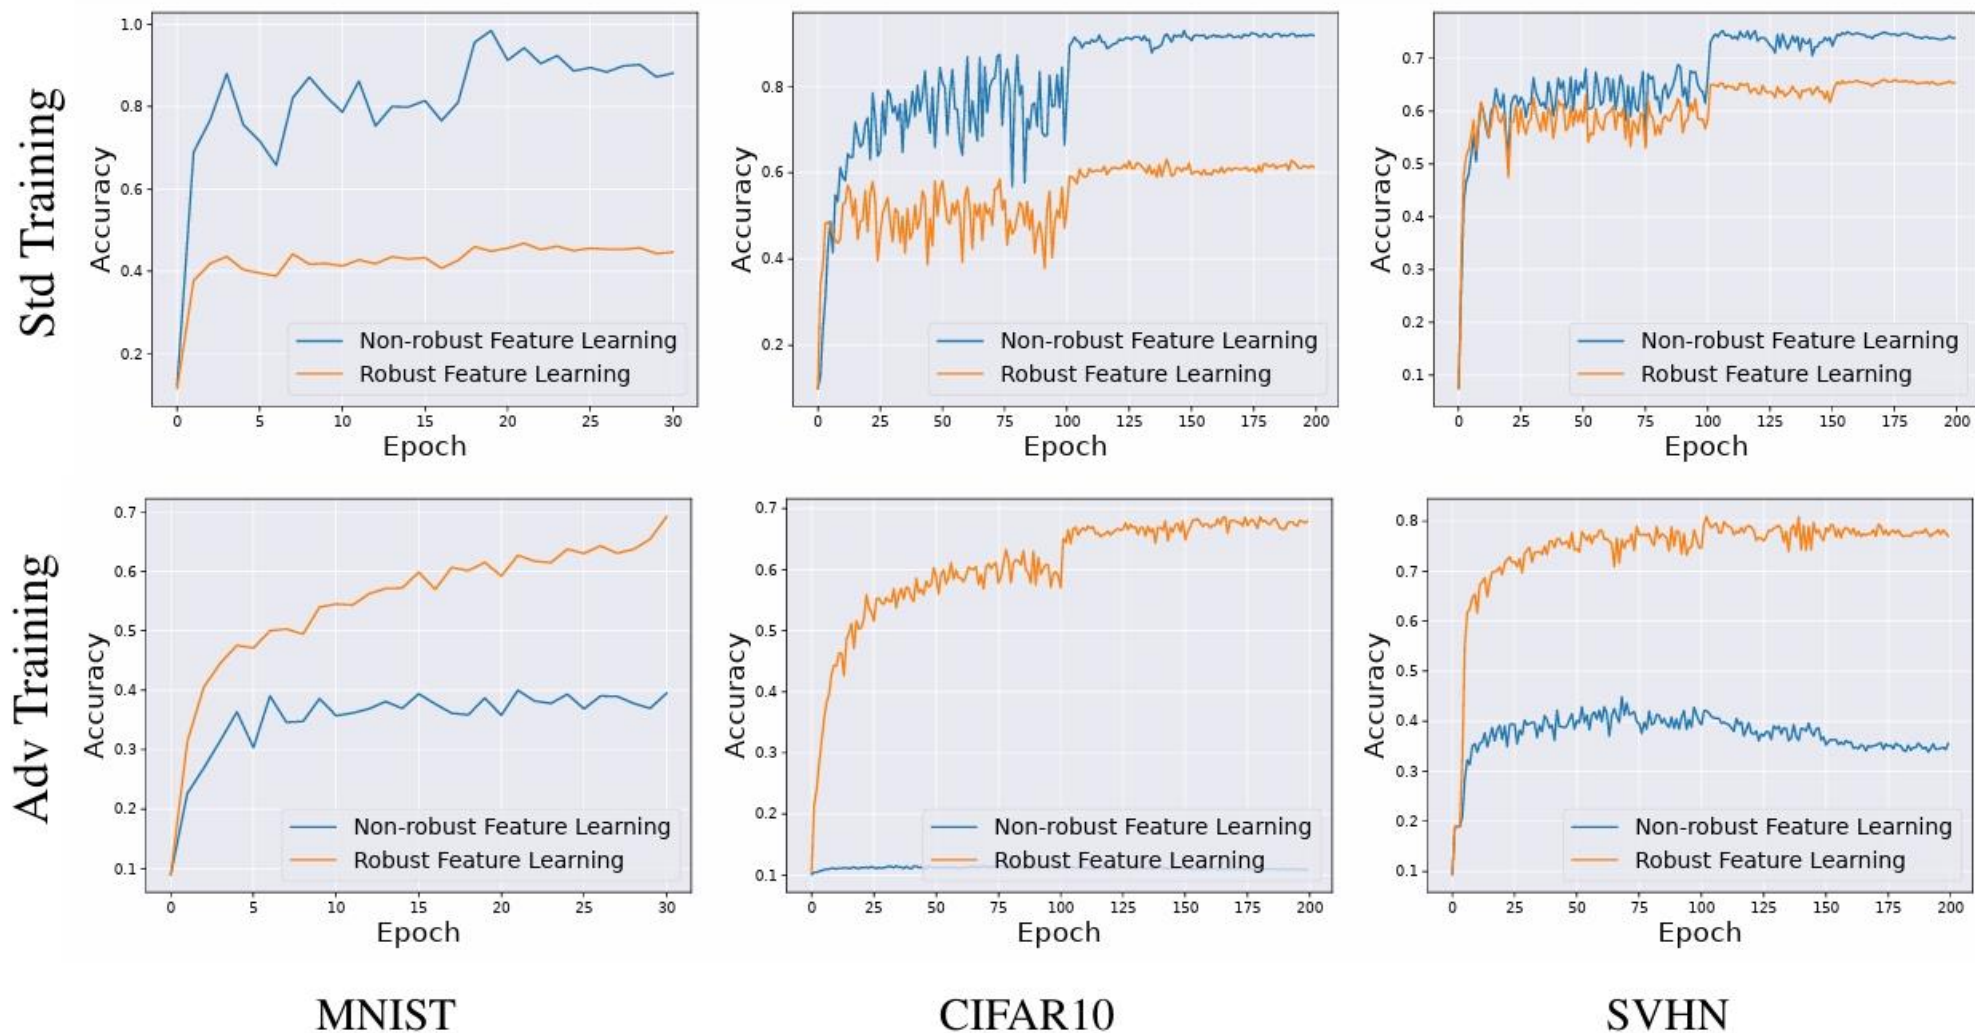 Std Training
Accuracy
1.0
0.8
0.6
0.4
0.2
Non-robust Feature Learning
Robust Feature Learning
0 5 10 15 20 25 30
Epoch
Accuracy
0.8
0.6
0.4
0.2
Non-robust Feature Learning
Robust Feature Learning
0 25 50 75 100 125 150 175 200
Epoch
Accuracy
0.7
0.6
0.5
0.4
0.3
0.2
0.1
Non-robust Feature Learning
Robust Feature Learning
0 25 50 75 100 125 150 175 200
Epoch
Adv Training
Accuracy
0.7
0.6
0.5
0.4
0.3
0.2
0.1
Non-robust Feature Learning
Robust Feature Learning
0 5 10 15 20 25 30
Epoch
Accuracy
0.7
0.6
0.5
0.4
0.3
0.2
0.1
Non-robust Feature Learning
Robust Feature Learning
0 25 50 75 100 125 150 175 200
Epoch
Accuracy
0.8
0.7
0.6
0.5
0.4
0.3
0.2
0.1
Non-robust Feature Learning
Robust Feature Learning
0 25 50 75 100 125 150 175 200
Epoch
MNIST
CIFAR10
SVHN